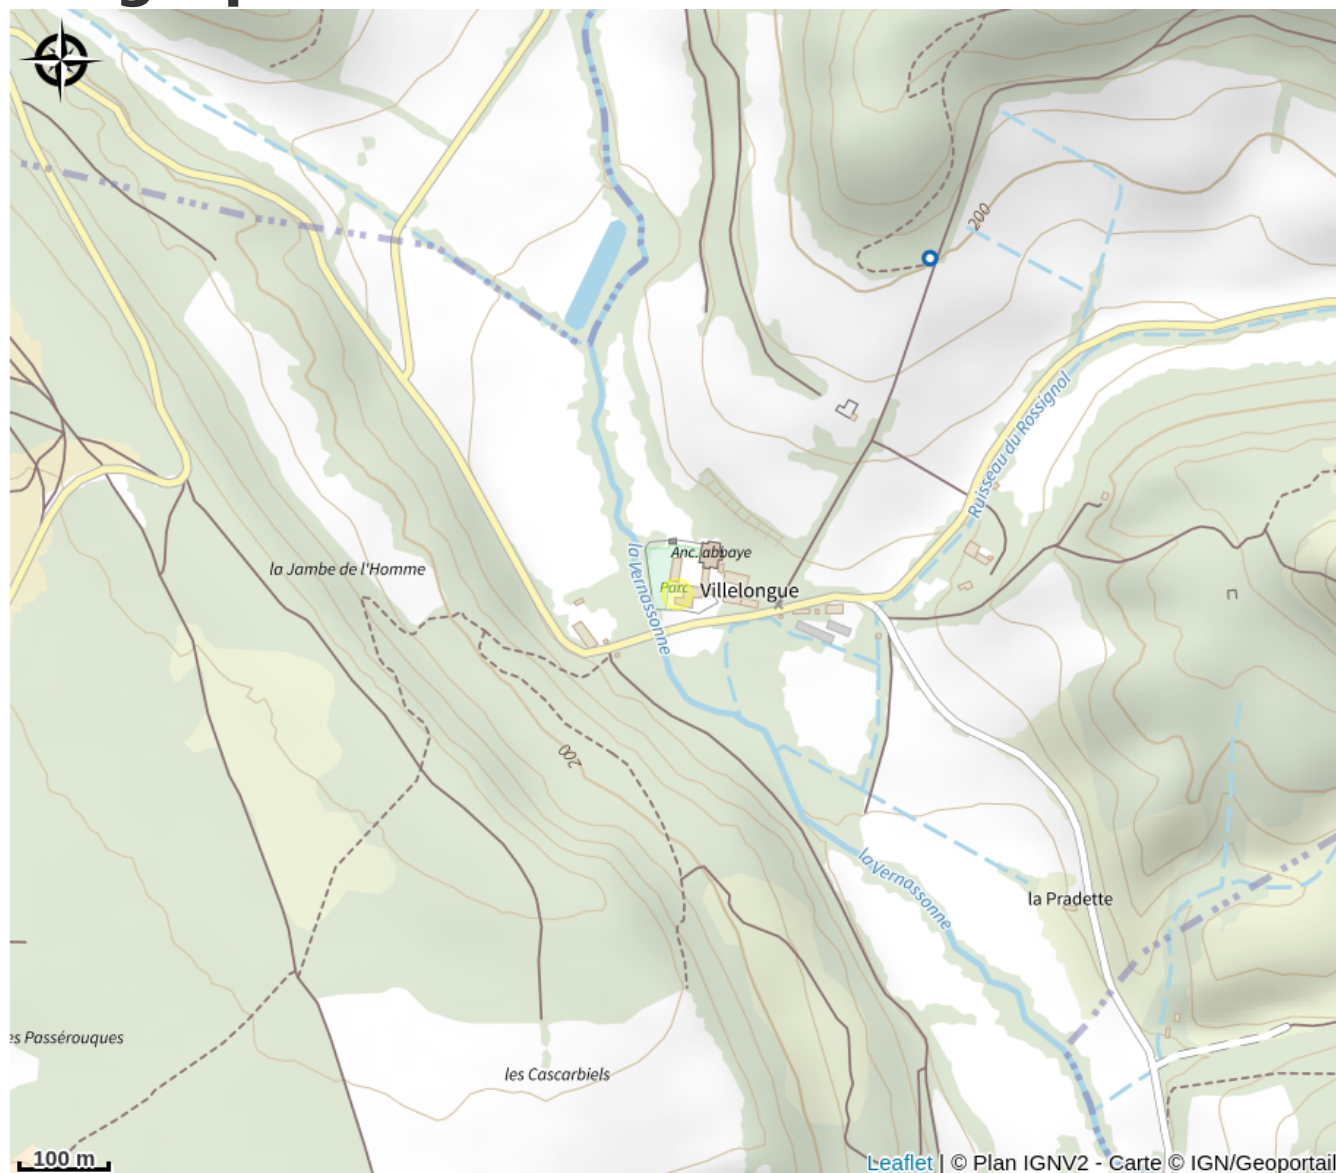 200
Ruisseau du Rossignol
Anc. abbaye
la Jambe de l'Homme
Parc
Villelongue
la Vernassonne
200
la Vernassonne
la Pradette
es Passérouques
les Cascarbiels
100 m
Leaflet | © Plan IGNV2 - Carte © IGN/Geoportail